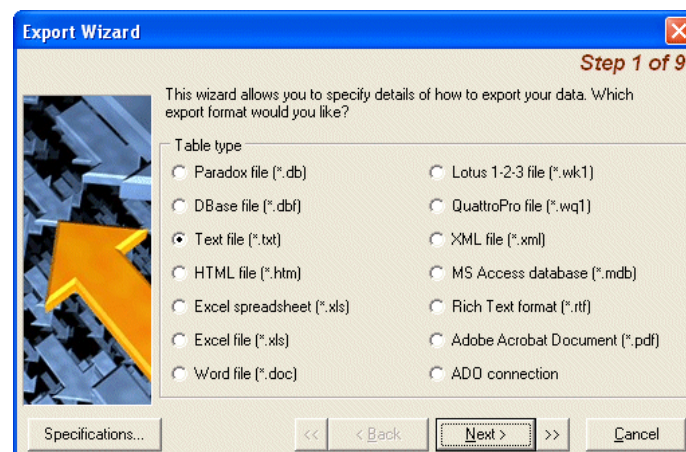 Export Wizard
Step 1 of 9
This wizard allows you to specify details of how to export your data. Which
export format would you like?
Table type
Paradox file (*.db)
DBase file (*.dbf)
Text file (*.txt)
HTML file (*.htm)
Excel spreadsheet (*.xls)
Excel file (*.xls)
Word file (*.doc)
Lotus 1-2-3 file (*.wk1)
QuattroPro file (*.wq1)
XML file (*.xml)
MS Access database (*.mdb)
Rich Text format (*.rtf)
Adobe Acrobat Document (*.pdf)
ADO connection
Specifications...
<<
< Back
Next >
>>
Cancel